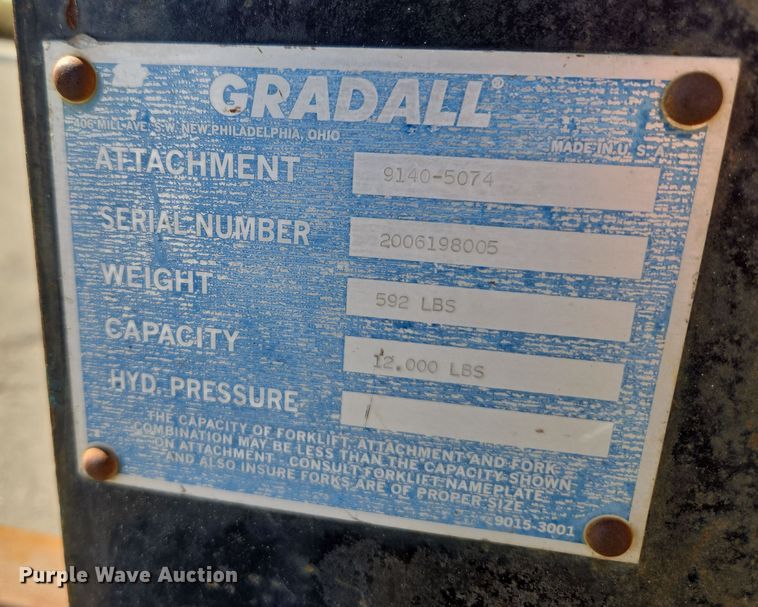 GRADALL®
406 MILL AVE. S.W. NEW PHILADELPHIA, OHIO
MADE IN U.S.A.
ATTACHMENT 9140-5074
SERIAL NUMBER 2006198005
WEIGHT 592 LBS
CAPACITY 12,000 LBS
HYD. PRESSURE
THE CAPACITY OF FORKLIFT, ATTACHMENT AND FORK
COMBINATION MAY BE LESS THAN THE CAPACITY SHOWN
ON ATTACHMENT. CONSULT FORKLIFT NAMEPLATE
AND ALSO INSURE FORKS ARE OF PROPER SIZE.
9015-3001
Purple Wave Auction